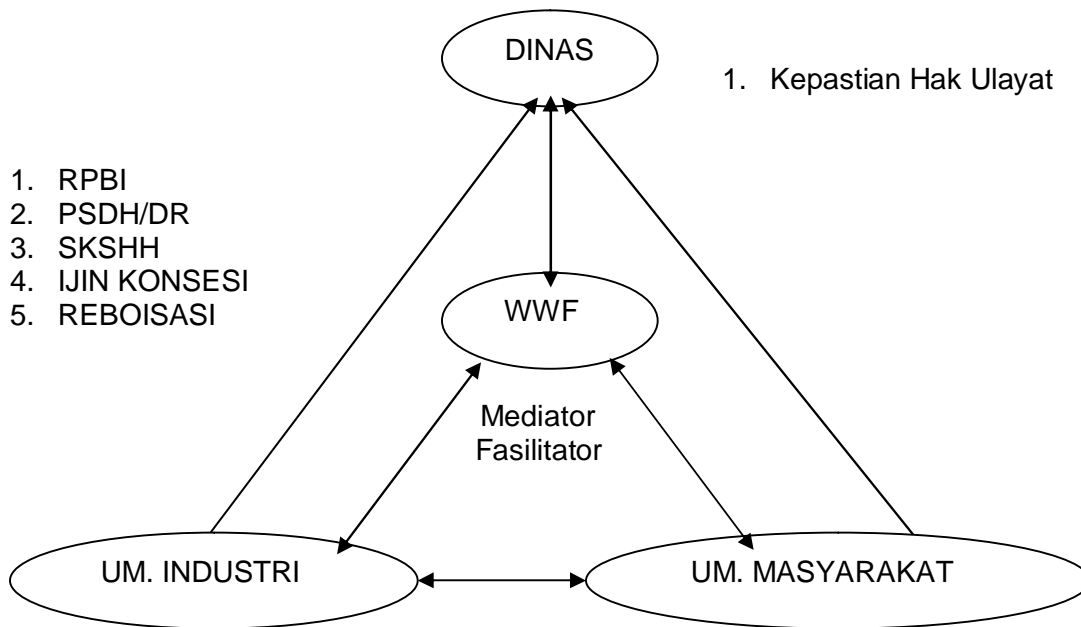 DINAS
1. Kepastian Hak Ulayat
1. RPBI
2. PSDH/DR
3. SKSHH
4. IJIN KONSESI
5. REBOISASI
WWF
Mediator
Fasilitator
UM. INDUSTRI
UM. MASYARAKAT